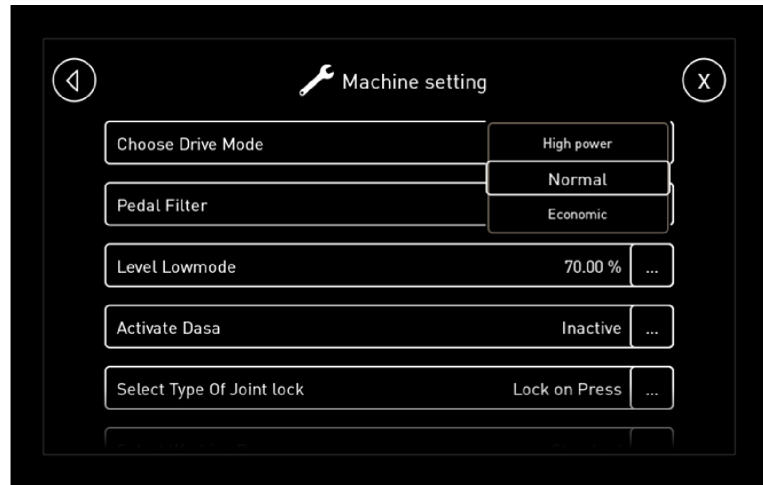 Machine setting
X
Choose Drive Mode
High power
Normal
Pedal Filter
Economic
Level Lowmode 70.00 % ...
Activate Dasa Inactive ...
Select Type Of Joint lock Lock on Press ...